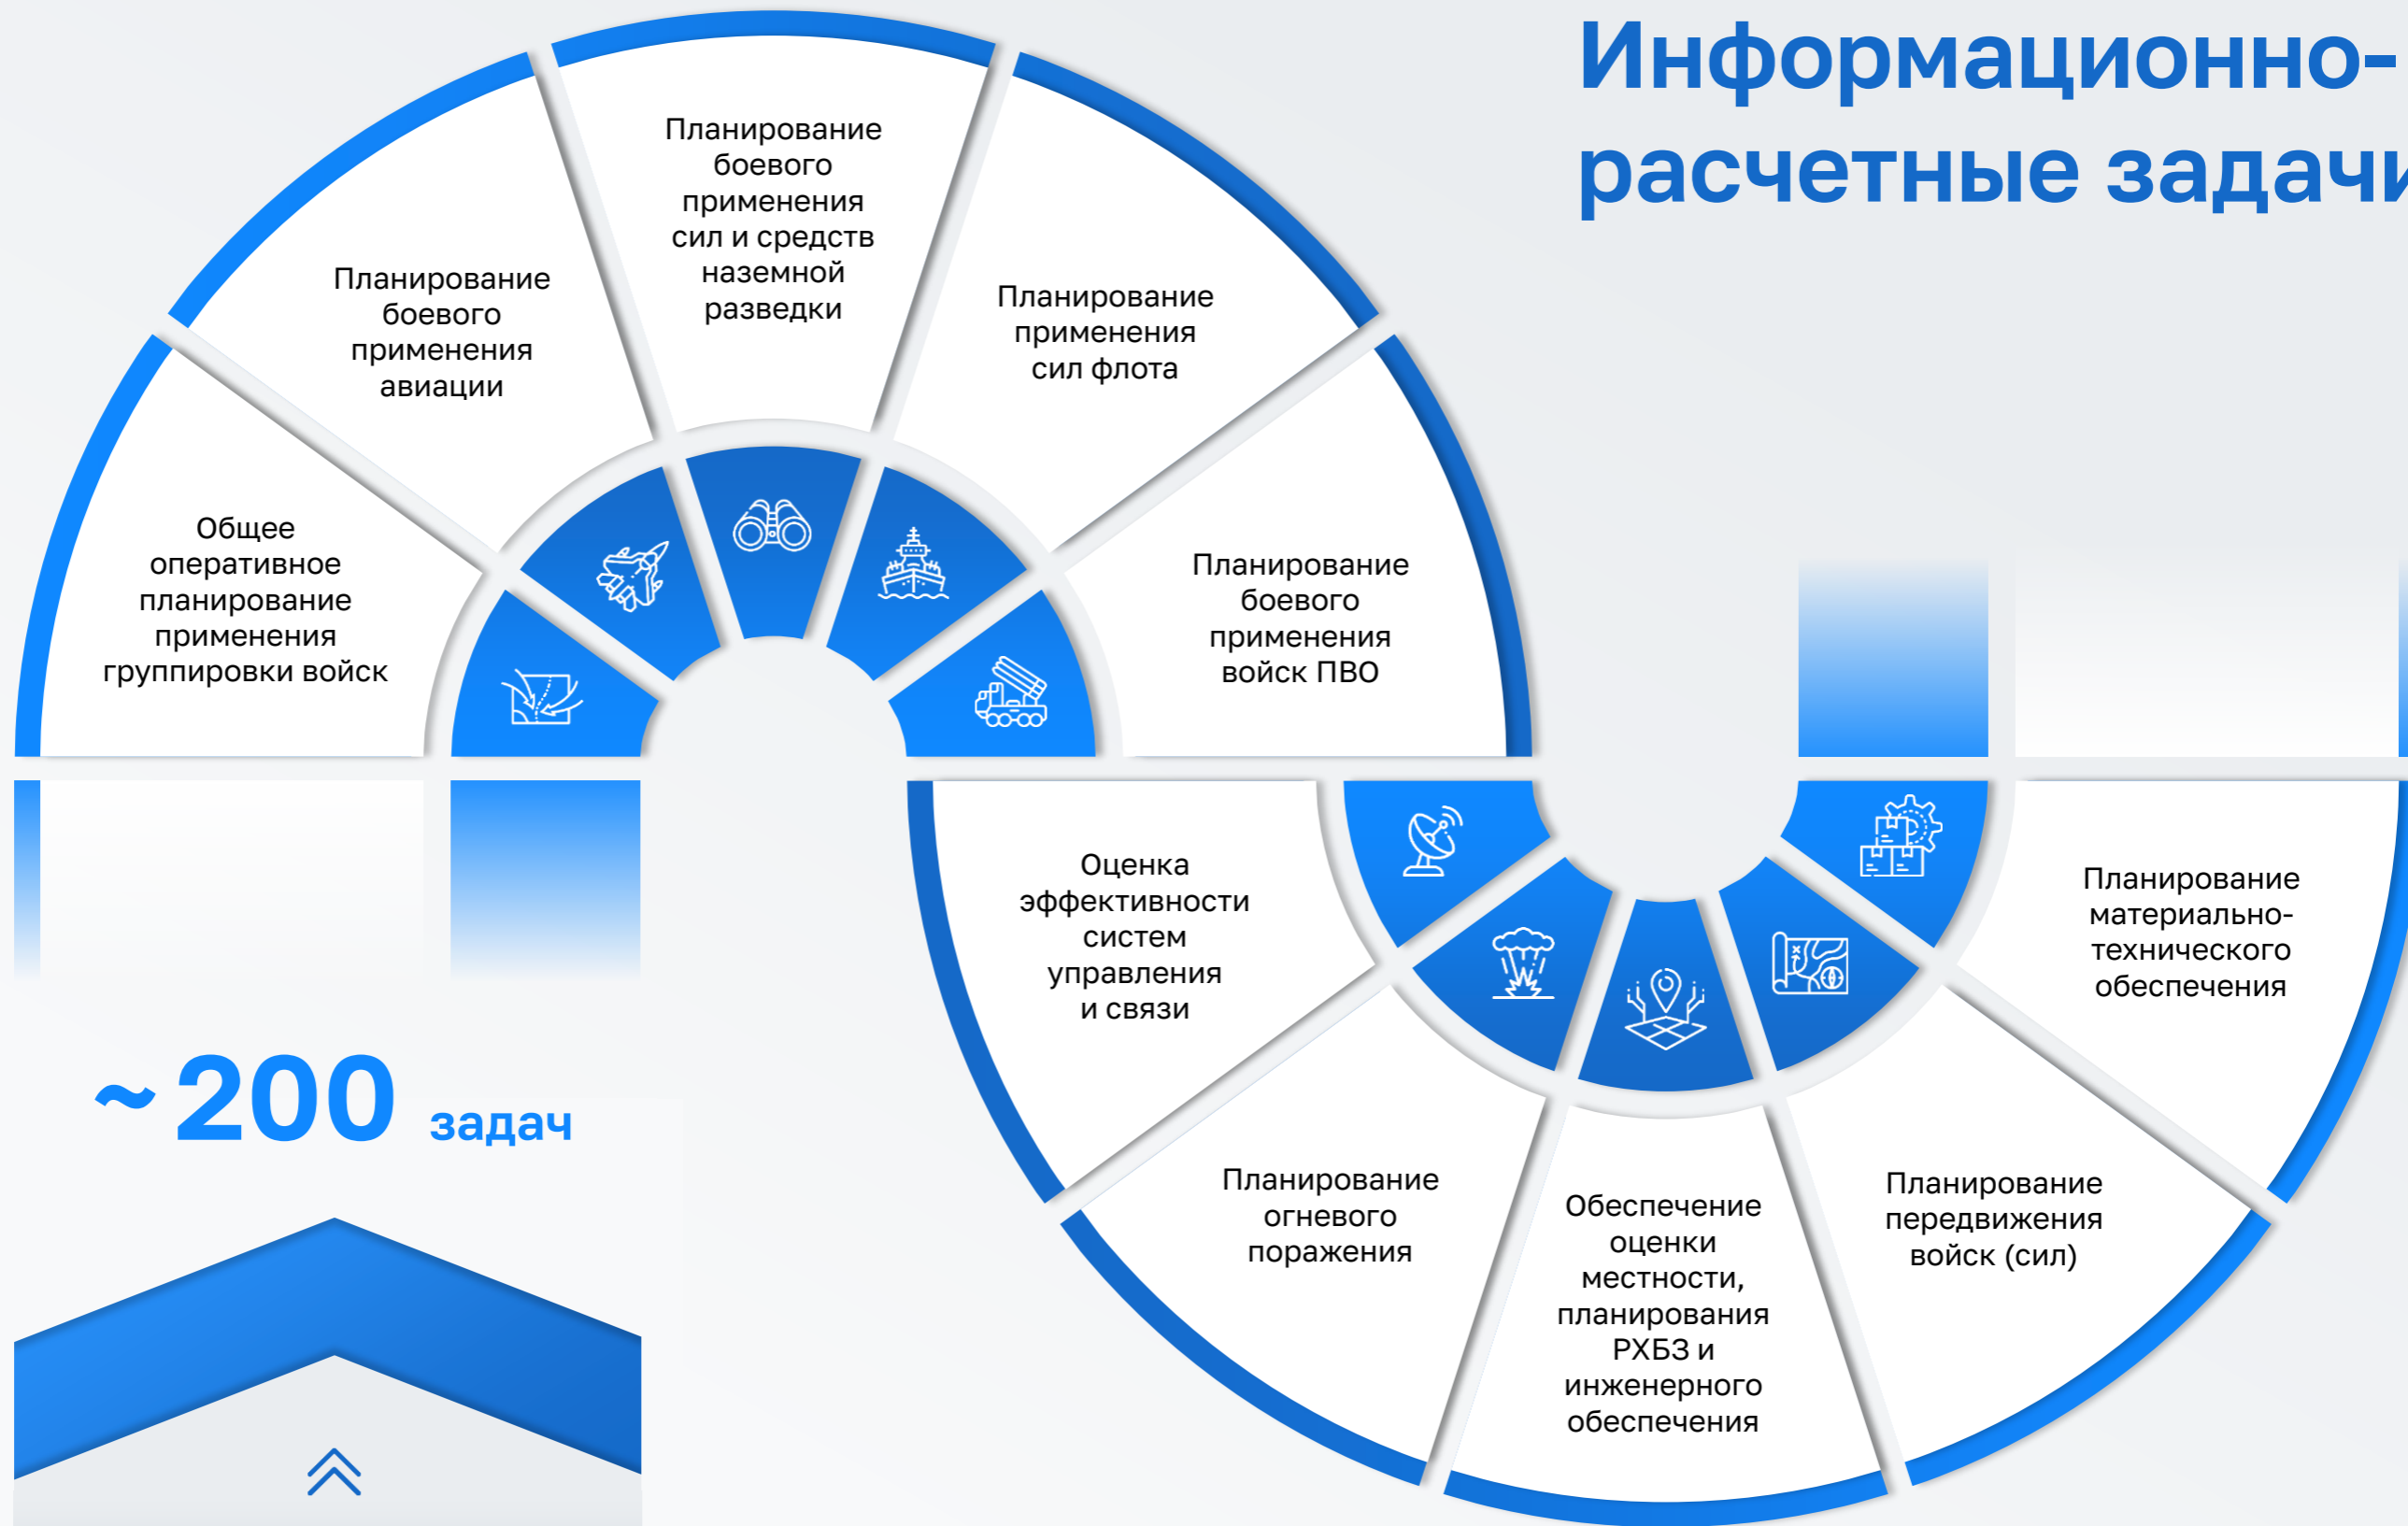 Информационно-
расчетные задачи
Общее
оперативное
планирование
применения
группировки войск
Планирование
боевого
применения
авиации
Планирование
боевого
применения
сил и средств
наземной
разведки
Планирование
применения
сил флота
Планирование
боевого
применения
войск ПВО
Оценка
эффективности
систем
управления
и связи
Планирование
огневого
поражения
Обеспечение
оценки
местности,
планирования
РХБЗ и
инженерного
обеспечения
Планирование
передвижения
войск (сил)
Планирование
материально-
технического
обеспечения
~200 задач